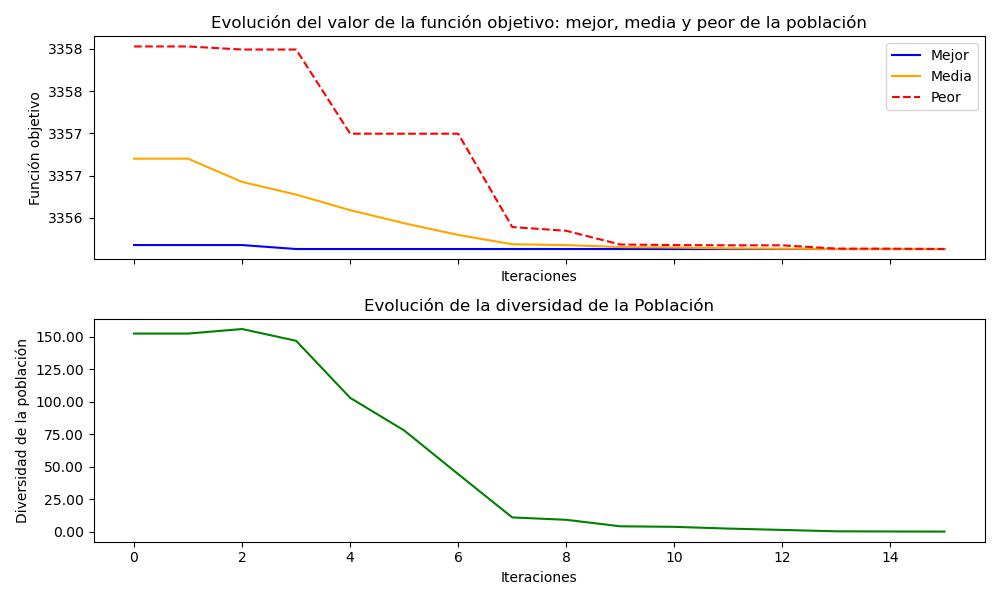 Evolución del valor de la función objetivo: mejor, media y peor de la población
3358
3358
3357
3357
3356
Función objetivo
Mejor
Media
Peor
Iteraciones
Evolución de la diversidad de la Población
150.00
125.00
100.00
75.00
50.00
25.00
0.00
Diversidad de la población
0 2 4 6 8 10 12 14
Iteraciones